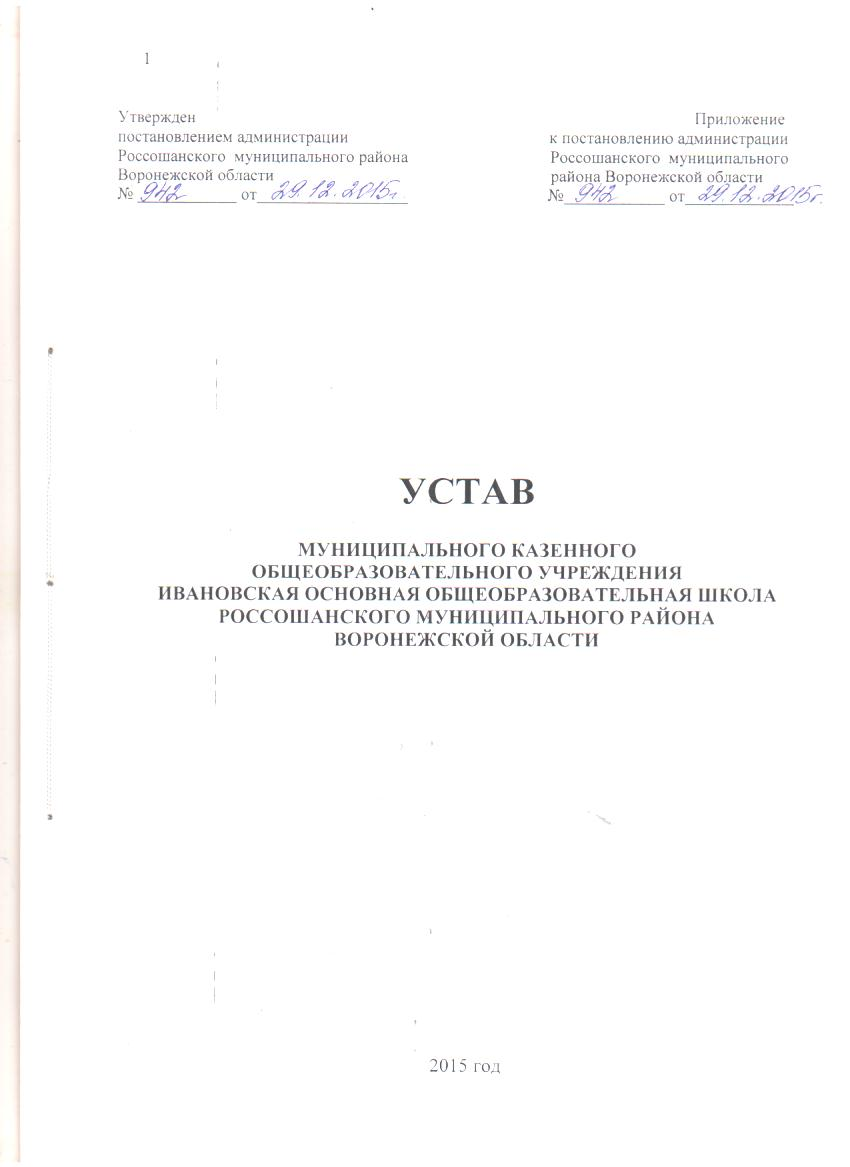 1
Утвержден
постановлением администрации
Россошанского муниципального района
Воронежской области
№ 942 от 29.12.2015г.
Приложение
к постановлению администрации
Россошанского муниципального
района Воронежской области
№ 942 от 29.12.2015г.
УСТАВ
МУНИЦИПАЛЬНОГО КАЗЕННОГО
ОБЩЕОБРАЗОВАТЕЛЬНОГО УЧРЕЖДЕНИЯ
ИВАНОВСКАЯ ОСНОВНАЯ ОБЩЕОБРАЗОВАТЕЛЬНАЯ ШКОЛА
РОССОШАНСКОГО МУНИЦИПАЛЬНОГО РАЙОНА
ВОРОНЕЖСКОЙ ОБЛАСТИ
2015 год